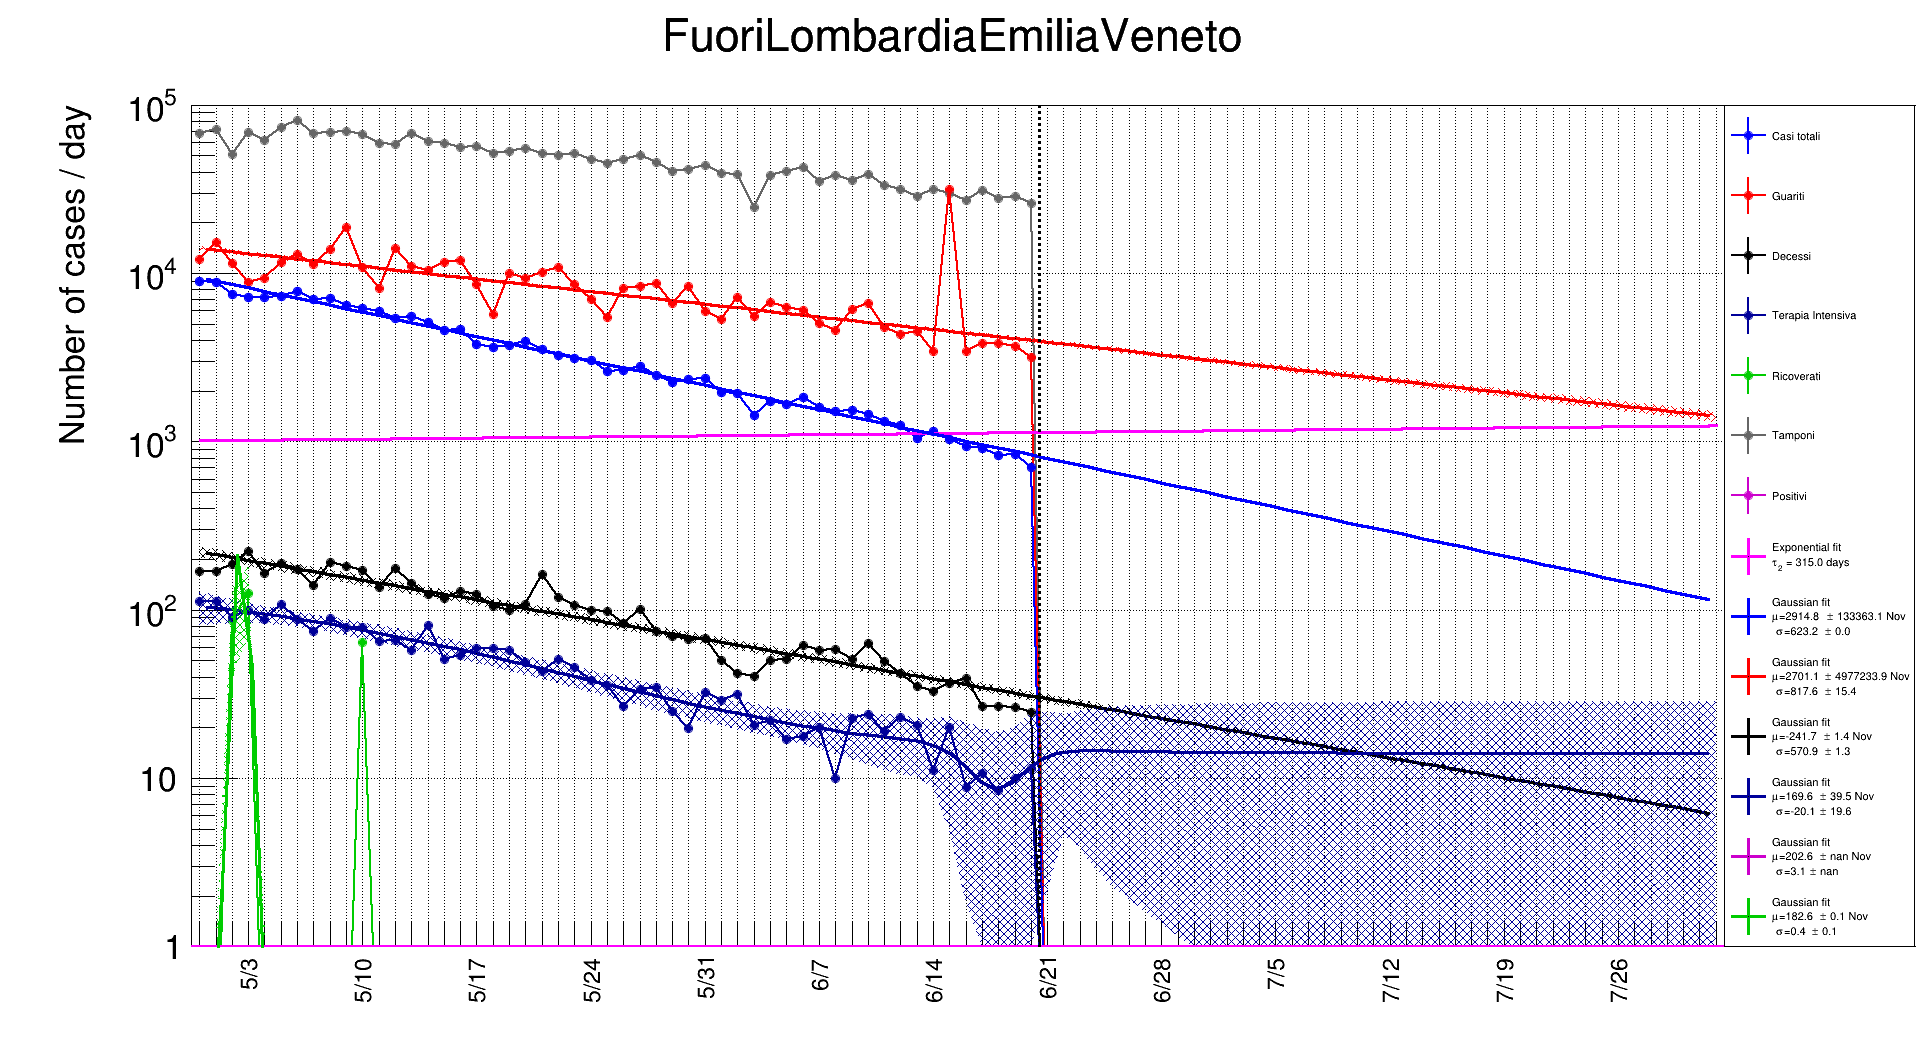 FuoriLombardiaEmiliaVeneto
Number of cases / day
10^5
10^4
10^3
10^2
10
1
5/3
5/10
5/17
5/24
5/31
6/7
6/14
6/21
6/28
7/5
7/12
7/19
7/26
Casi totali
Guariti
Decessi
Terapia Intensiva
Ricoverati
Tamponi
Positivi
Exponential fit
τ_2 = 315.0 days
Gaussian fit
μ=2914.8 ± 133363.1 Nov
σ=623.2 ± 0.0
Gaussian fit
μ=2701.1 ± 4977233.9 Nov
σ=817.6 ± 15.4
Gaussian fit
μ=-241.7 ± 1.4 Nov
σ=570.9 ± 1.3
Gaussian fit
μ=169.6 ± 39.5 Nov
σ=-20.1 ± 19.6
Gaussian fit
μ=202.6 ± nan Nov
σ=3.1 ± nan
Gaussian fit
μ=182.6 ± 0.1 Nov
σ=0.4 ± 0.1